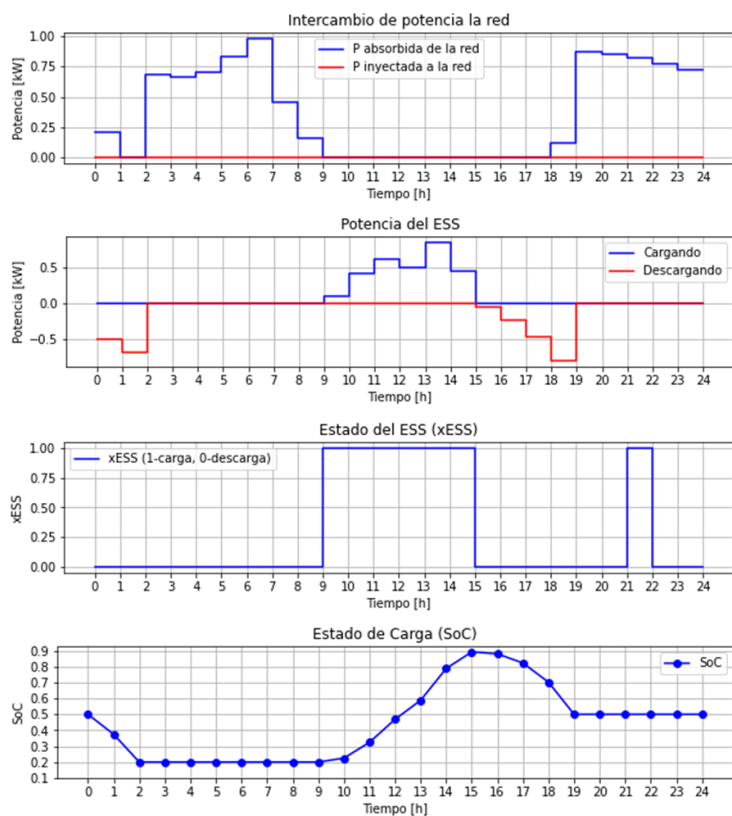 Intercambio de potencia la red
1.00
0.75
0.50
0.25
0.00
Potencia [kW]
P absorbida de la red
P inyectada a la red
0 1 2 3 4 5 6 7 8 9 10 11 12 13 14 15 16 17 18 19 20 21 22 23 24
Tiempo [h]
Potencia del ESS
0.5
0.0
−0.5
Potencia [kW]
Cargando
Descargando
0 1 2 3 4 5 6 7 8 9 10 11 12 13 14 15 16 17 18 19 20 21 22 23 24
Tiempo [h]
Estado del ESS (xESS)
1.00
0.75
0.50
0.25
0.00
xESS
xESS (1-carga, 0-descarga)
0 1 2 3 4 5 6 7 8 9 10 11 12 13 14 15 16 17 18 19 20 21 22 23 24
Tiempo [h]
Estado de Carga (SoC)
0.9
0.8
0.7
0.6
0.5
0.4
0.3
0.2
0.1
SoC
SoC
0 1 2 3 4 5 6 7 8 9 10 11 12 13 14 15 16 17 18 19 20 21 22 23 24
Tiempo [h]